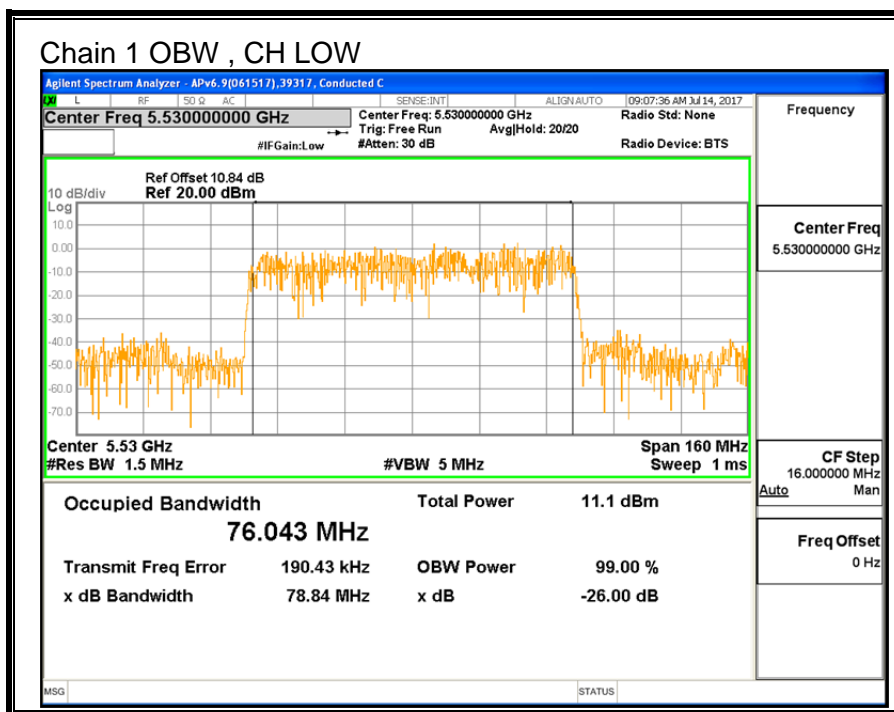 Chain 1 OBW , CH LOW
Agilent Spectrum Analyzer - APv6.9(061517),39317, Conducted C
LXI L RF 50 Ω AC SENSE:INT ALIGN AUTO 09:07:36 AM Jul 14, 2017
Center Freq 5.530000000 GHz
Center Freq: 5.530000000 GHz
Radio Std: None
Trig: Free Run Avg|Hold: 20/20
#IFGain:Low
#Atten: 30 dB
Radio Device: BTS
Ref Offset 10.84 dB
10 dB/div Ref 20.00 dBm
Log
10.0
0.00
-10.0
-20.0
-30.0
-40.0
-50.0
-60.0
-70.0
Center 5.53 GHz Span 160 MHz
#Res BW 1.5 MHz #VBW 5 MHz Sweep 1 ms
Occupied Bandwidth Total Power 11.1 dBm
76.043 MHz
Transmit Freq Error 190.43 kHz OBW Power 99.00 %
x dB Bandwidth 78.84 MHz x dB -26.00 dB
MSG STATUS
Frequency
Center Freq
5.530000000 GHz
CF Step
16.000000 MHz
Auto Man
Freq Offset
0 Hz